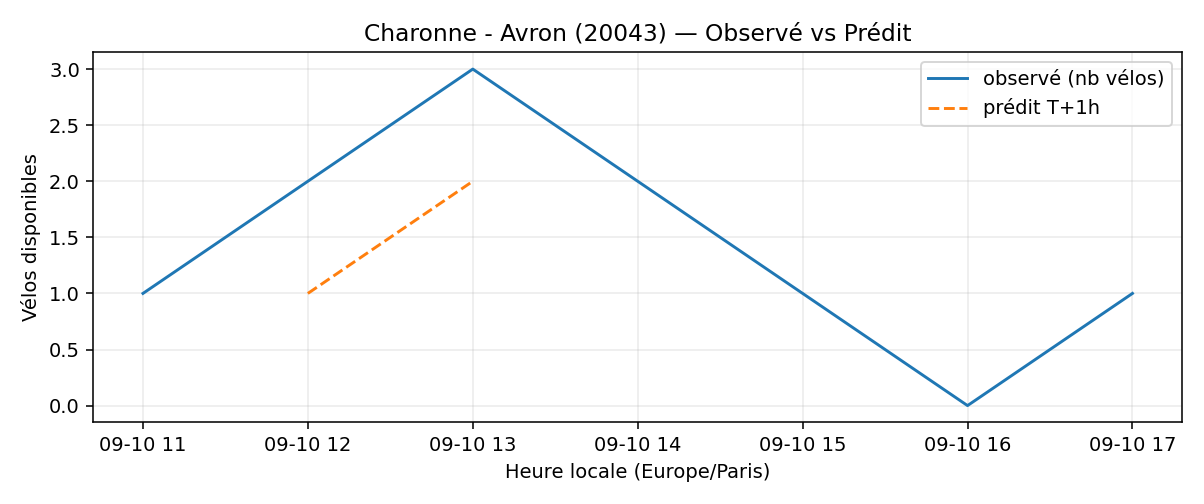 Charonne - Avron (20043) — Observé vs Prédit
observé (nb vélos)
prédit T+1h
Vélos disponibles
3.0
2.5
2.0
1.5
1.0
0.5
0.0
09-10 11
09-10 12
09-10 13
09-10 14
09-10 15
09-10 16
09-10 17
Heure locale (Europe/Paris)